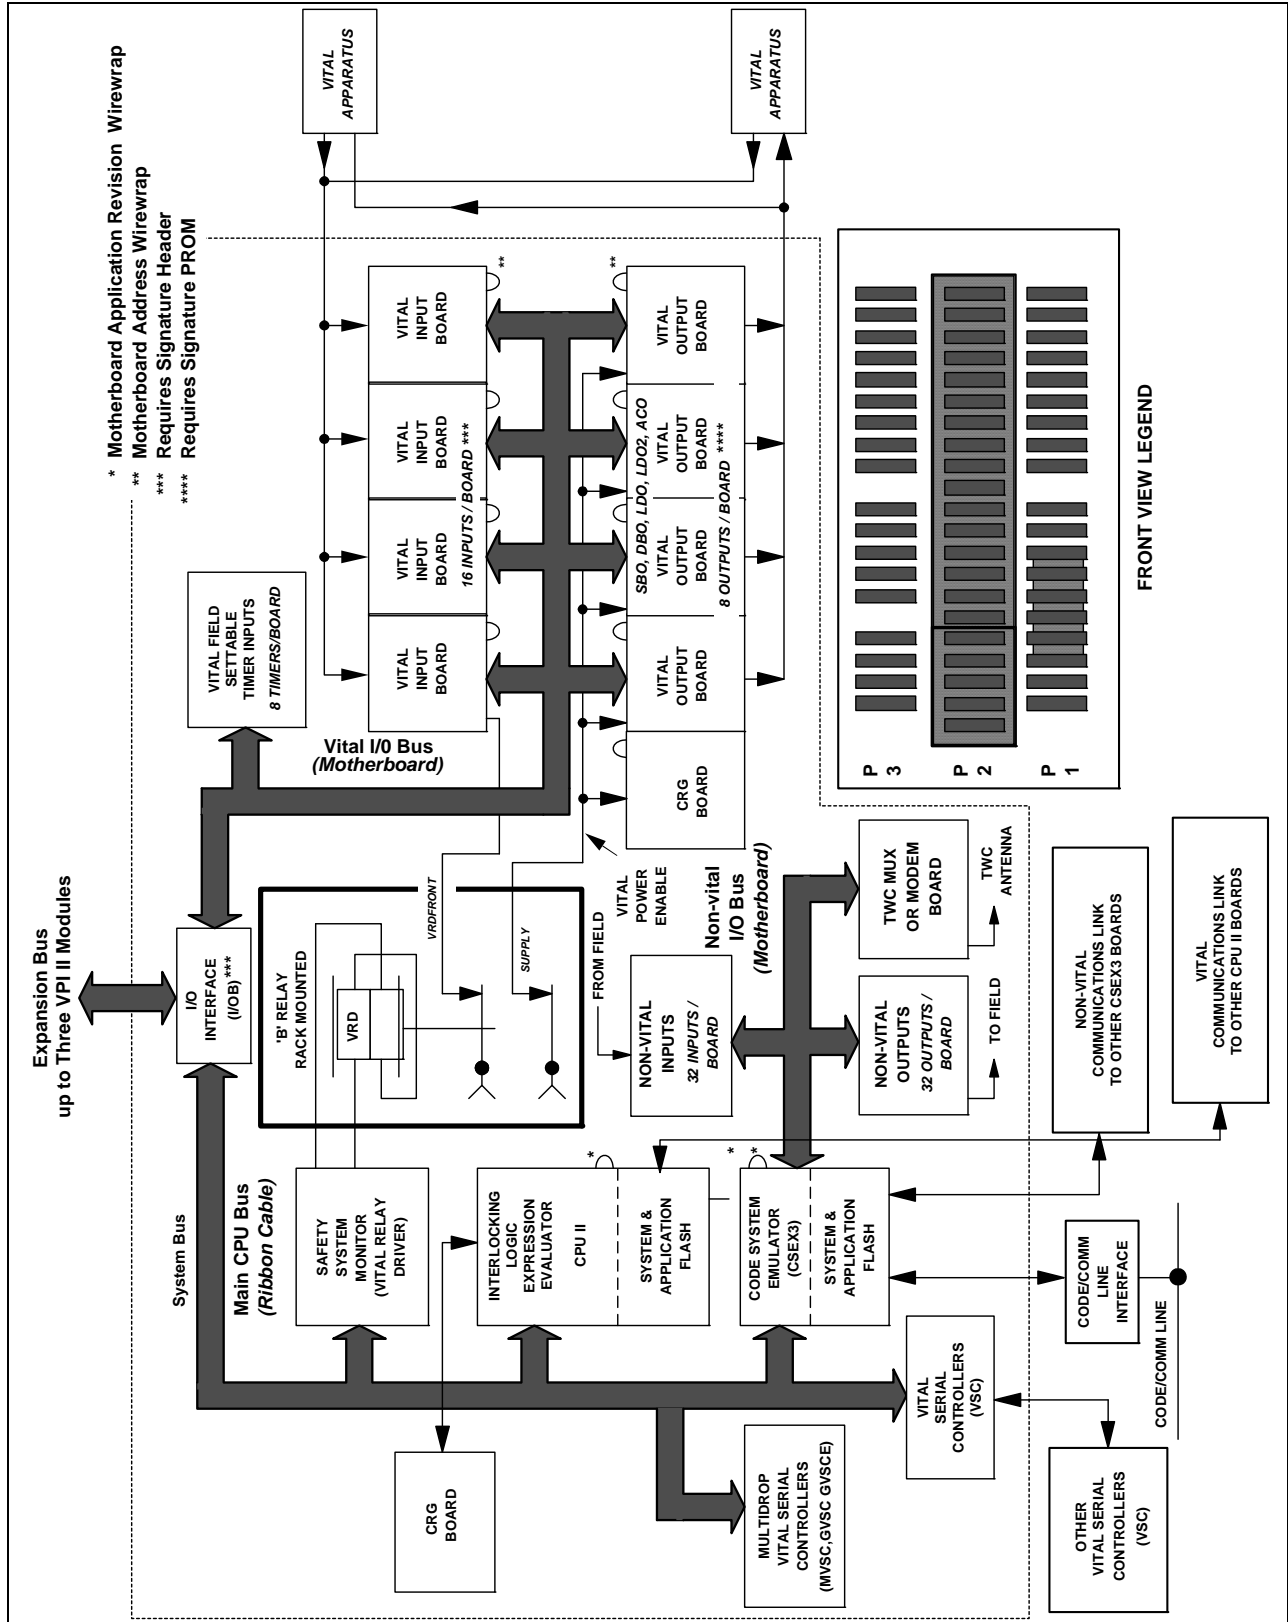 Expansion Bus
up to Three VPI II Modules
* Motherboard Application Revision Wirewrap
** Motherboard Address Wirewrap
*** Requires Signature Header
**** Requires Signature PROM
System Bus
I/O
INTERFACE
(I/OB) ***
VITAL FIELD
SETTABLE
TIMER INPUTS
8 TIMERS/BOARD
VITAL
APPARATUS
Main CPU Bus
(Ribbon Cable)
Vital I/0 Bus
(Motherboard)
VITAL
INPUT
BOARD
VITAL
INPUT
BOARD
VITAL
INPUT
BOARD
VITAL
INPUT
BOARD
16 INPUTS / BOARD ***
**
CRG
BOARD
SAFETY
SYSTEM
MONITOR
(VITAL RELAY
DRIVER)
'B' RELAY
RACK MOUNTED
VRD
VRDFRONT
SUPPLY
INTERLOCKING
LOGIC
EXPRESSION
EVALUATOR
CPU II
*
SYSTEM &
APPLICATION
FLASH
FROM FIELD
VITAL
POWER
ENABLE
CRG
BOARD
VITAL
OUTPUT
BOARD
VITAL
OUTPUT
BOARD
VITAL
OUTPUT
BOARD
VITAL
OUTPUT
BOARD
SBO, DBO, LDO, LDO2, ACO
8 OUTPUTS / BOARD ****
**
VITAL
APPARATUS
NON-VITAL
INPUTS
32 INPUTS /
BOARD
Non-vital
I/O Bus
(Motherboard)
MULTIDROP
VITAL SERIAL
CONTROLLERS
(MVSC,GVSC GVSCE)
CODE SYSTEM
EMULATOR
(CSEX3)
* *
SYSTEM &
APPLICATION
FLASH
NON-VITAL
OUTPUTS
32 OUTPUTS /
BOARD
TO FIELD
TWC MUX
OR MODEM
BOARD
TWC
ANTENNA
P 3
P 2
P 1
FRONT VIEW LEGEND
VITAL
SERIAL
CONTROLLERS
(VSC)
OTHER
VITAL SERIAL
CONTROLLERS
(VSC)
CODE/COMM
LINE
INTERFACE
CODE/COMM LINE
NON-VITAL
COMMUNICATIONS LINK
TO OTHER CSEX3 BOARDS
VITAL
COMMUNICATIONS LINK
TO OTHER CPU II BOARDS